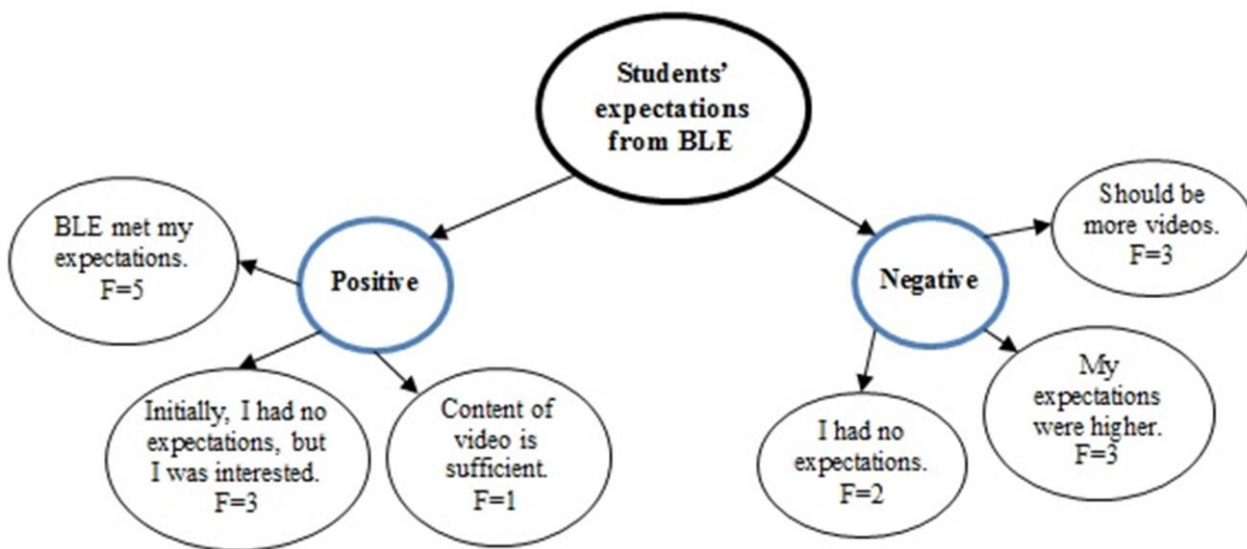 Students’
expectations
from BLE
BLE met my
expectations.
F=5
Positive
Initially, I had no
expectations, but
I was interested.
F=3
Content of
video is
sufficient.
F=1
Negative
Should be
more videos.
F=3
My
expectations
were higher.
F=3
I had no
expectations.
F=2